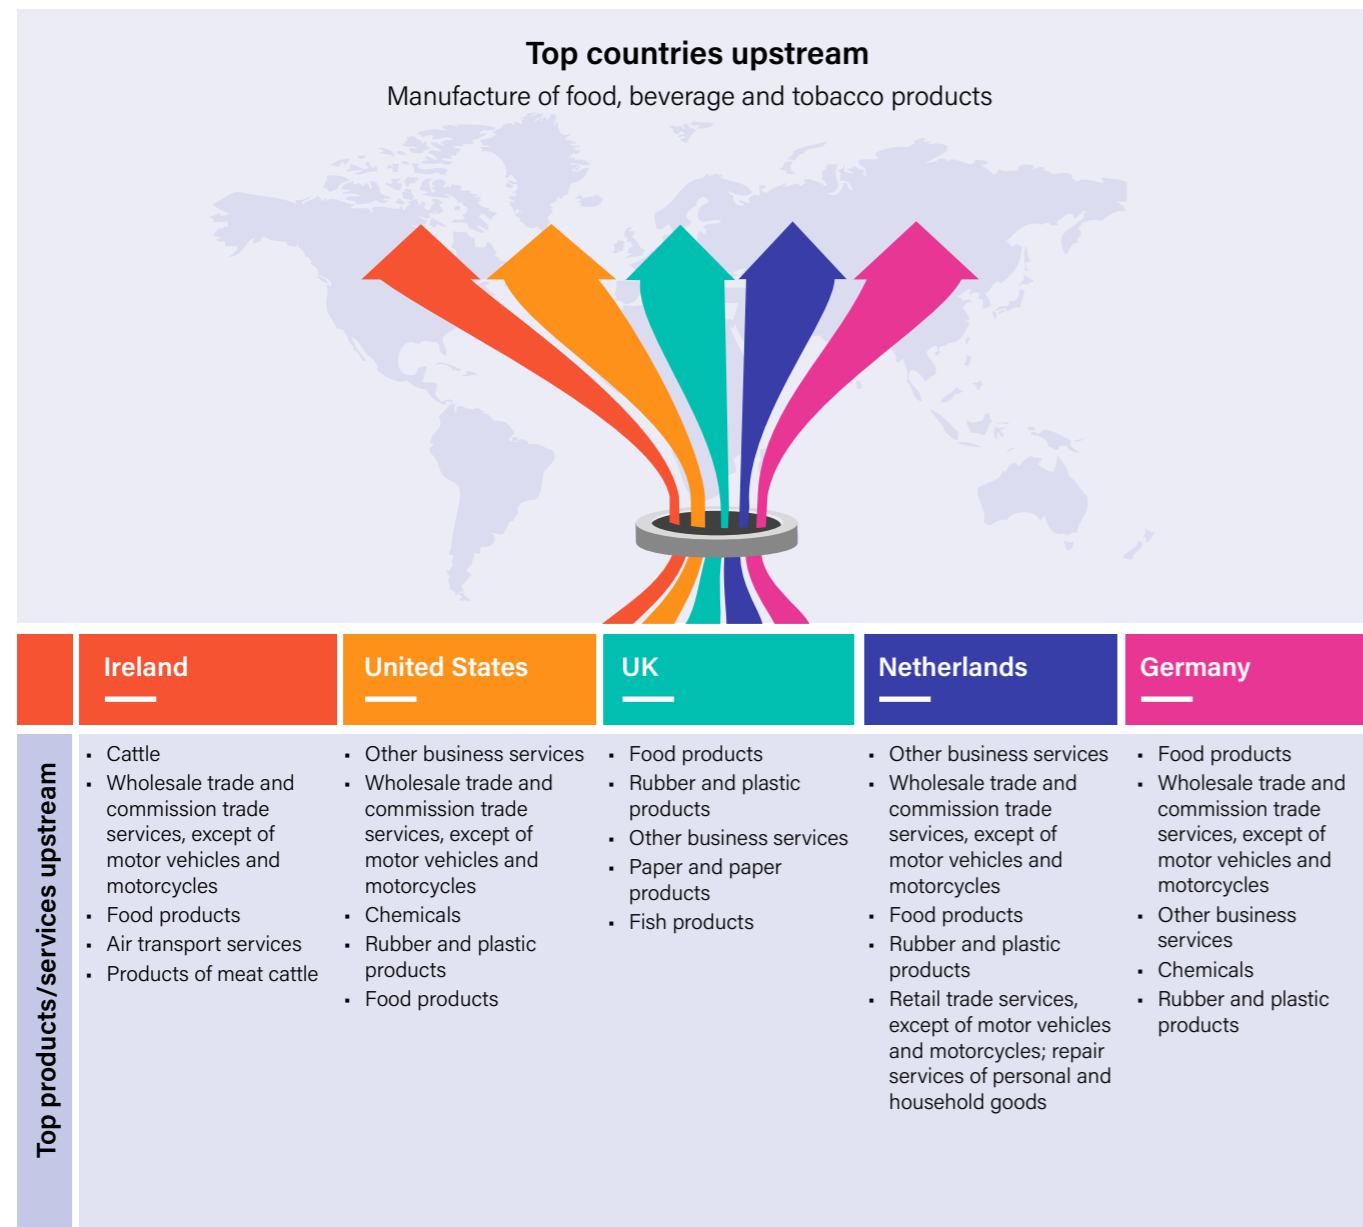 Top countries upstream
Manufacture of food, beverage and tobacco products
Ireland
United States
UK
Netherlands
Germany
Top products/services upstream
▪ Cattle
▪ Wholesale trade and
commission trade
services, except of
motor vehicles and
motorcycles
▪ Food products
▪ Air transport services
▪ Products of meat cattle
▪ Other business services
▪ Wholesale trade and
commission trade
services, except of
motor vehicles and
motorcycles
▪ Chemicals
▪ Rubber and plastic
products
▪ Food products
▪ Food products
▪ Rubber and plastic
products
▪ Other business services
▪ Paper and paper
products
▪ Fish products
▪ Other business services
▪ Wholesale trade and
commission trade
services, except of
motor vehicles and
motorcycles
▪ Food products
▪ Rubber and plastic
products
▪ Retail trade services,
except of motor vehicles
and motorcycles; repair
services of personal and
household goods
▪ Food products
▪ Wholesale trade and
commission trade
services, except of
motor vehicles and
motorcycles
▪ Other business
services
▪ Chemicals
▪ Rubber and plastic
products